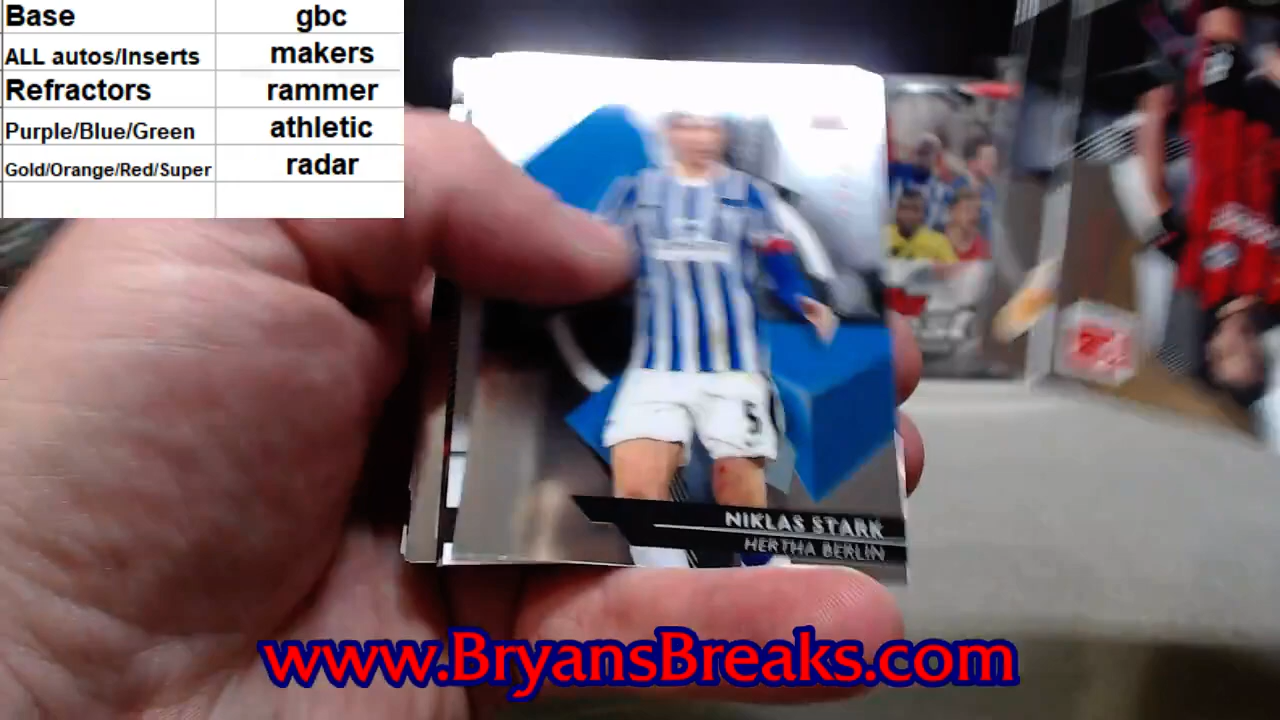 Base gbc
ALL autos/Inserts makers
Refractors rammer
Purple/Blue/Green athletic
Gold/Orange/Red/Super radar
5
NIKLAS STARK
HERTHA BERLIN
www.BryansBreaks.com